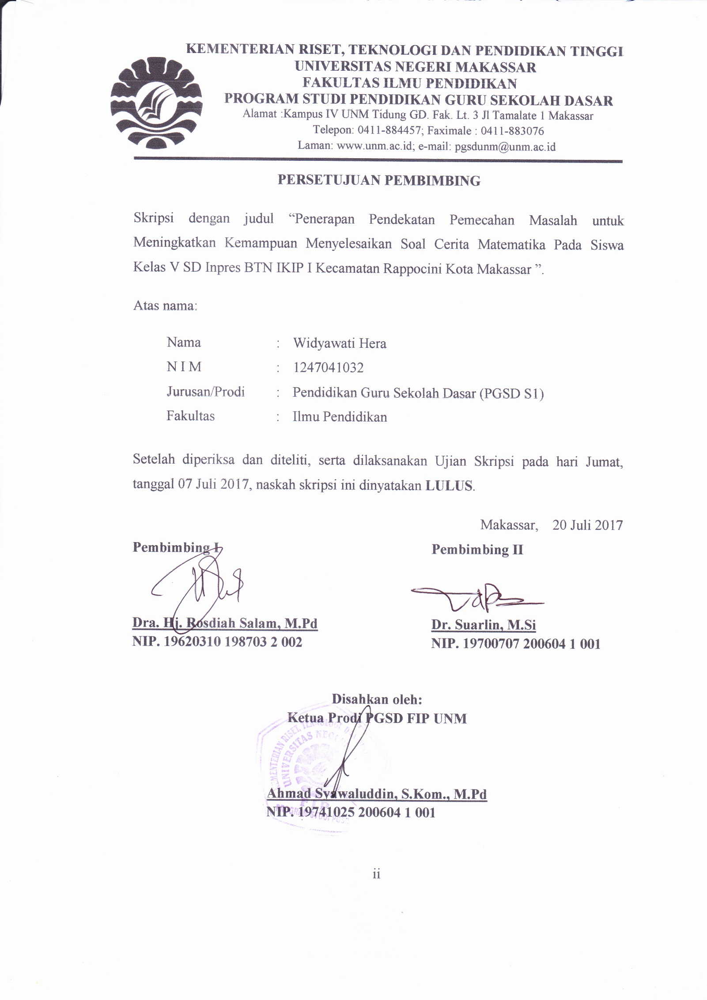 KEMENTERIAN RISET, TEKNOLOGI DAN PENDIDIKAN TINGGI
UNIVERSITAS NEGERI MAKASSAR
FAKULTAS ILMU PENDIDIKAN
PROGRAM STUDI PENDIDIKAN GURU SEKOLAH DASAR
Alamat :Kampus IV UNM Tidung GD. Fak. Lt. 3 Jl Tamalate 1 Makassar
Telepon: 0411-884457; Faximale : 0411-883076
Laman: www.unm.ac.id; e-mail: pgsdunm@unm.ac.id
PERSETUJUAN PEMBIMBING
Skripsi dengan judul “Penerapan Pendekatan Pemecahan Masalah untuk
Meningkatkan Kemampuan Menyelesaikan Soal Cerita Matematika Pada Siswa
Kelas V SD Inpres BTN IKIP I Kecamatan Rappocini Kota Makassar ”.
Atas nama:
Nama : Widyawati Hera
N I M : 1247041032
Jurusan/Prodi : Pendidikan Guru Sekolah Dasar (PGSD S1)
Fakultas : Ilmu Pendidikan
Setelah diperiksa dan diteliti, serta dilaksanakan Ujian Skripsi pada hari Jumat,
tanggal 07 Juli 2017, naskah skripsi ini dinyatakan LULUS.
Makassar, 20 Juli 2017
Pembimbing I Pembimbing II
Dra. Hj. Rosdiah Salam, M.Pd Dr. Suarlin, M.Si
NIP. 19620310 198703 2 002 NIP. 19700707 200604 1 001
Disahkan oleh:
Ketua Prodi PGSD FIP UNM
UNIVERSITAS
Ahmad Syawaluddin, S.Kom., M.Pd
NIP. 19741025 200604 1 001
ii